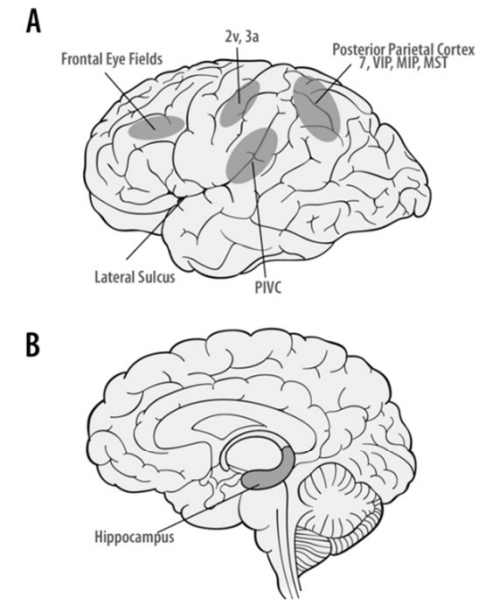 A
2v, 3a
Frontal Eye Fields
Posterior Parietal Cortex
7, VIP, MIP, MST
Lateral Sulcus
PIVC
B
Hippocampus